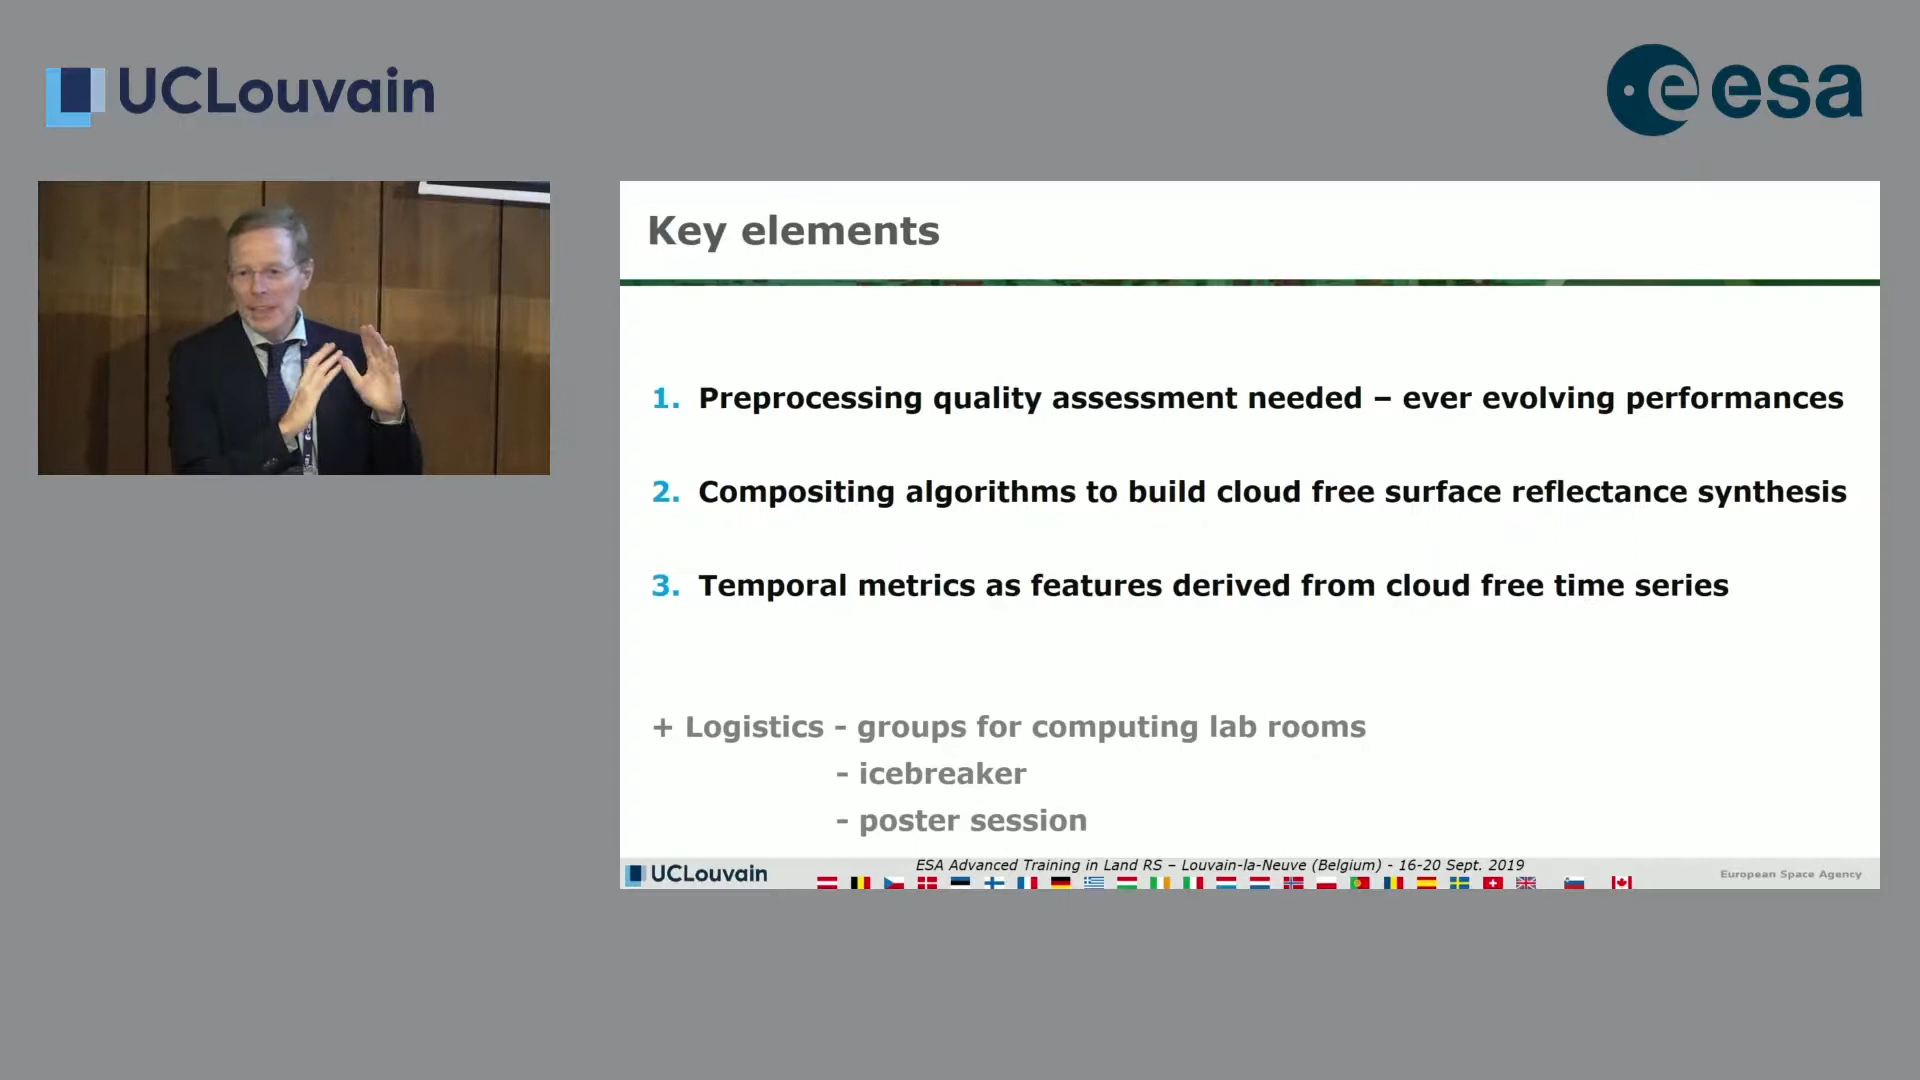 UCLouvain
esa
Key elements
1. Preprocessing quality assessment needed – ever evolving performances
2. Compositing algorithms to build cloud free surface reflectance synthesis
3. Temporal metrics as features derived from cloud free time series
+ Logistics - groups for computing lab rooms
- icebreaker
- poster session
UCLouvain
ESA Advanced Training in Land RS – Louvain-la-Neuve (Belgium) - 16-20 Sept. 2019
European Space Agency